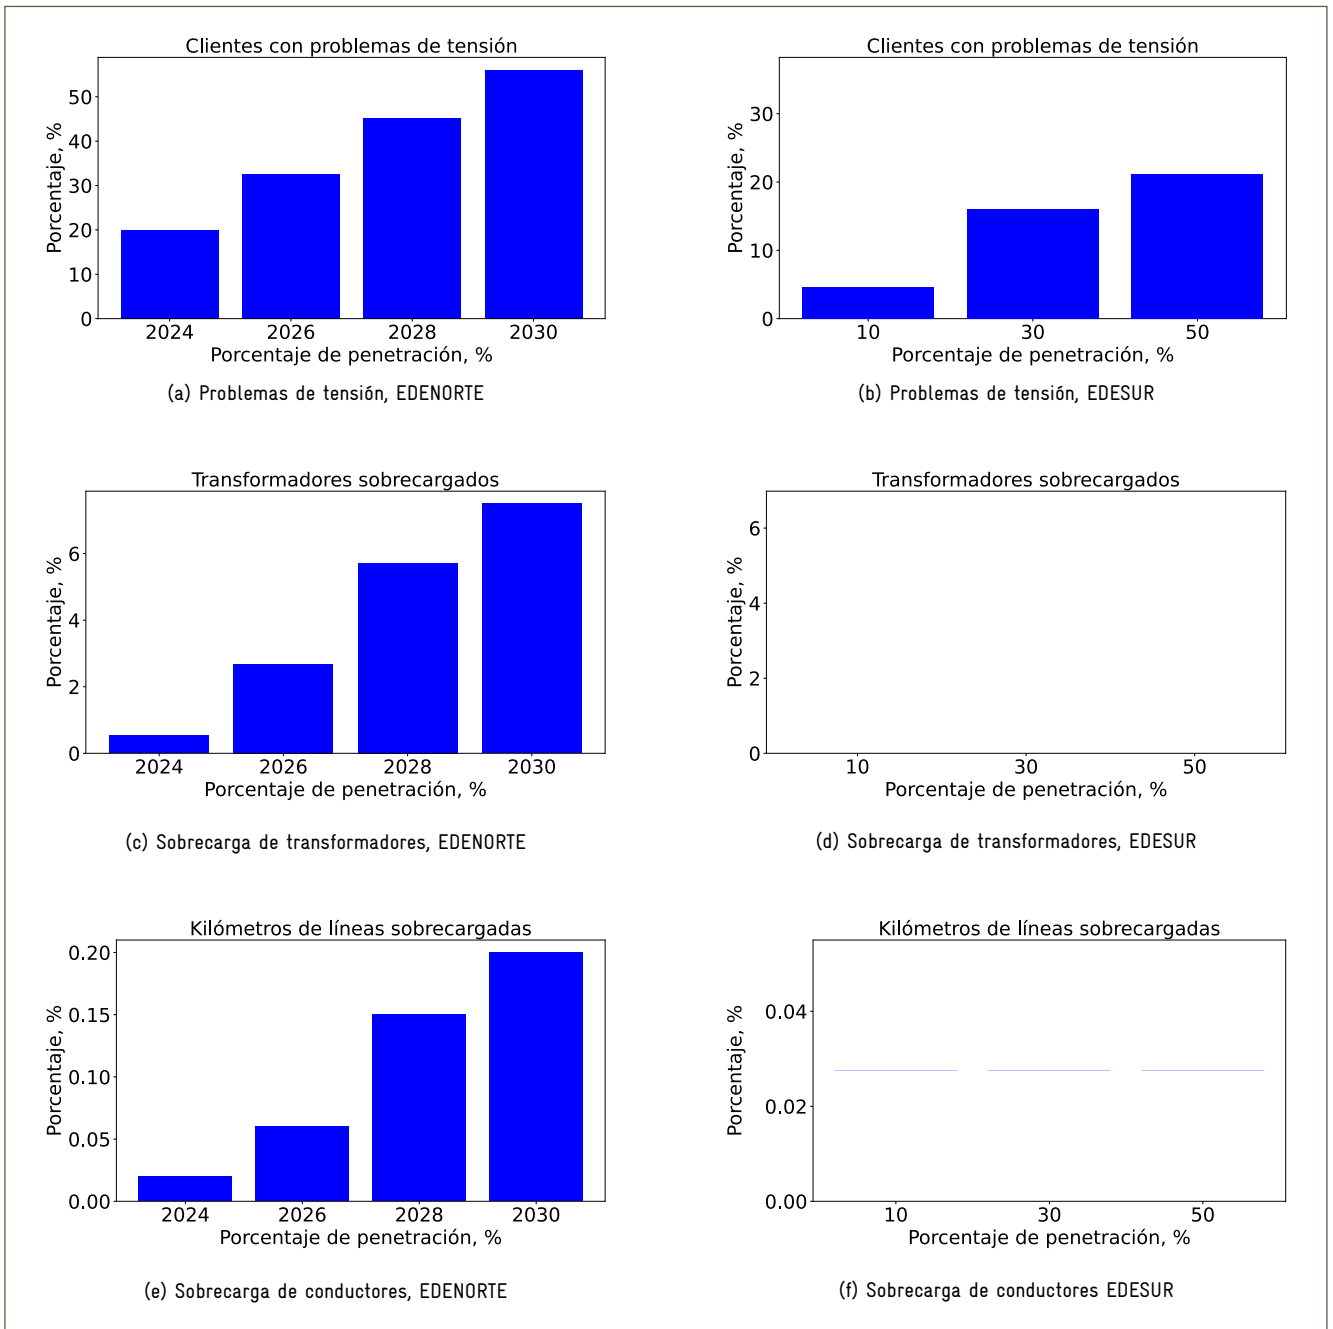 Clientes con problemas de tensión
Porcentaje, %
50
40
30
20
10
0
2024 2026 2028 2030
Porcentaje de penetración, %
(a) Problemas de tensión, EDENORTE
Clientes con problemas de tensión
Porcentaje, %
30
20
10
0
10 30 50
Porcentaje de penetración, %
(b) Problemas de tensión, EDESUR
Transformadores sobrecargados
Porcentaje, %
6
4
2
0
2024 2026 2028 2030
Porcentaje de penetración, %
(c) Sobrecarga de transformadores, EDENORTE
Transformadores sobrecargados
Porcentaje, %
6
4
2
0
10 30 50
Porcentaje de penetración, %
(d) Sobrecarga de transformadores, EDESUR
Kilómetros de líneas sobrecargadas
Porcentaje, %
0.20
0.15
0.10
0.05
0.00
2024 2026 2028 2030
Porcentaje de penetración, %
(e) Sobrecarga de conductores, EDENORTE
Kilómetros de líneas sobrecargadas
Porcentaje, %
0.04
0.02
0.00
10 30 50
Porcentaje de penetración, %
(f) Sobrecarga de conductores EDESUR